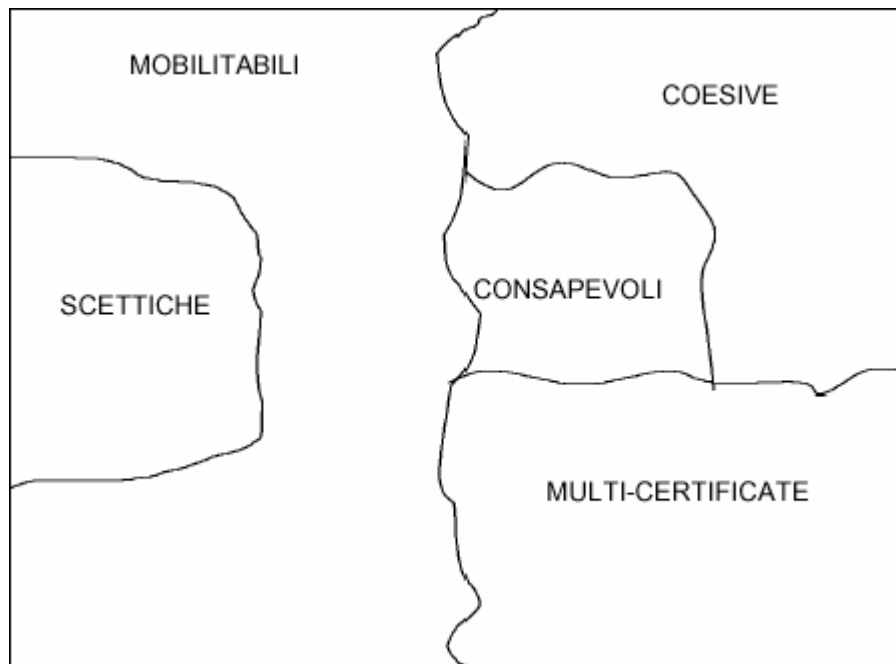 MOBILITABILI
COESIVE
SCETTICHE
CONSAPEVOLI
MULTI-CERTIFICATE